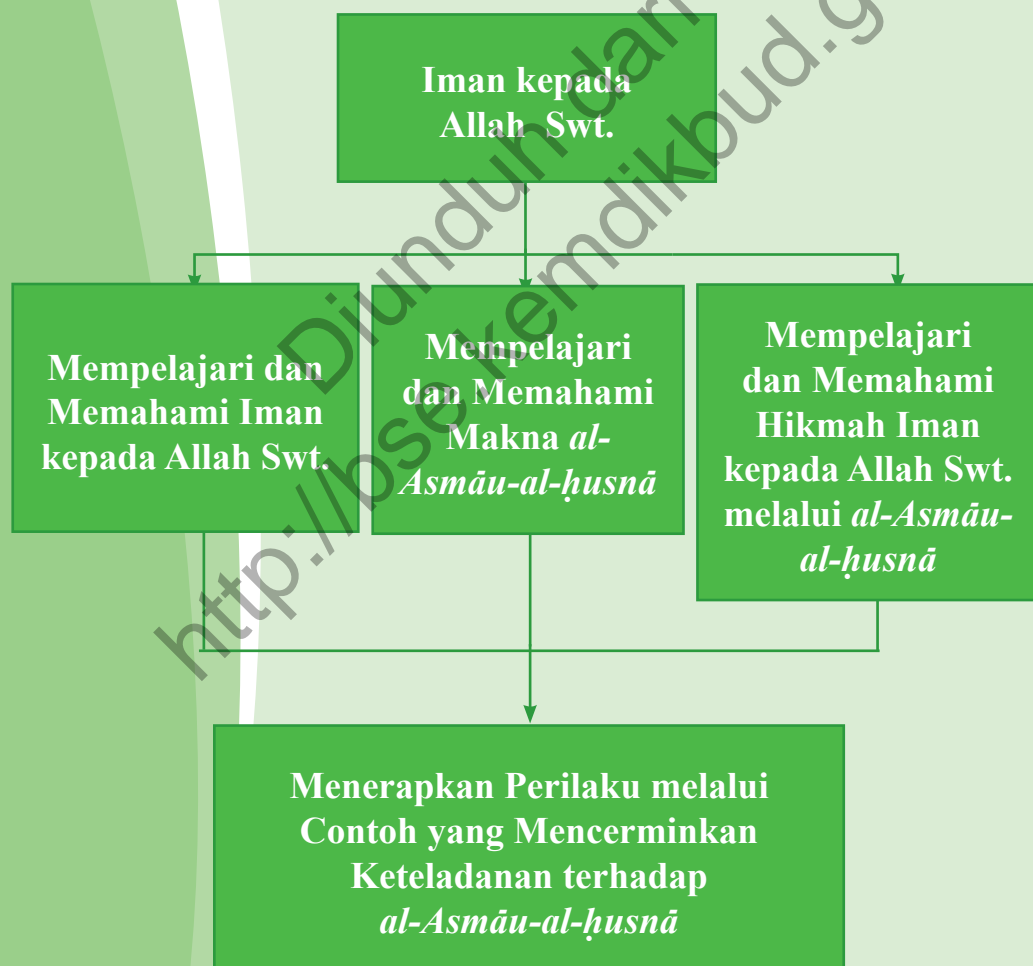 Iman kepada
Allah Swt.
Mempelajari dan
Memahami Iman
kepada Allah Swt.
Mempelajari
dan Memahami
Makna al-
Asmāu-al-ḥusnā
Mempelajari
dan Memahami
Hikmah Iman
kepada Allah Swt.
melalui al-Asmāu-
al-ḥusnā
Menerapkan Perilaku melalui
Contoh yang Mencerminkan
Keteladanan terhadap
al-Asmāu-al-ḥusnā
Diunduh dari
http://bse.kemdikbud.g